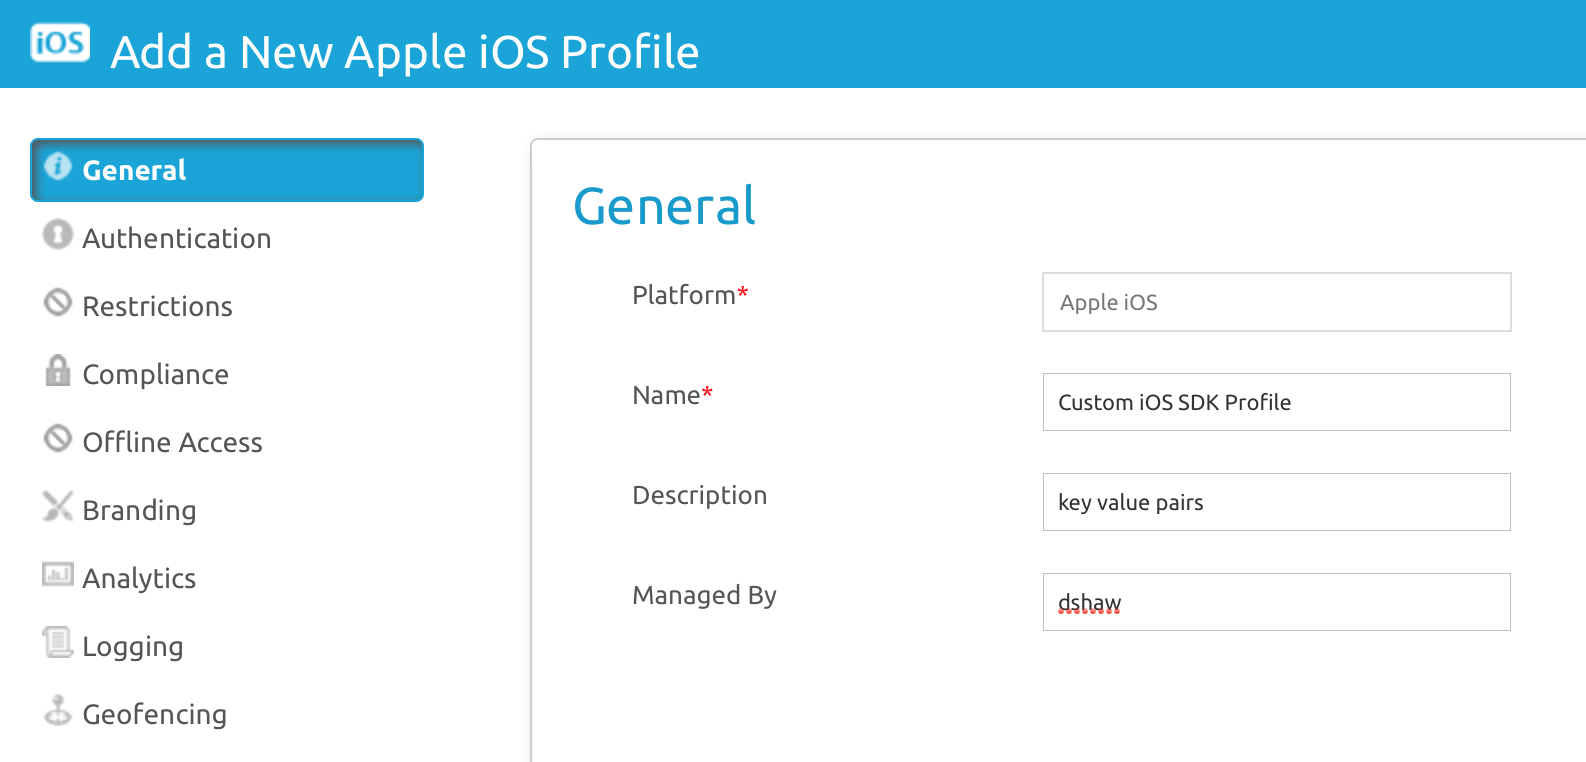 iOS Add a New Apple iOS Profile
General
Authentication
Restrictions
Compliance
Offline Access
Branding
Analytics
Logging
Geofencing
General
Platform* Apple iOS
Name* Custom iOS SDK Profile
Description key value pairs
Managed By dshaw